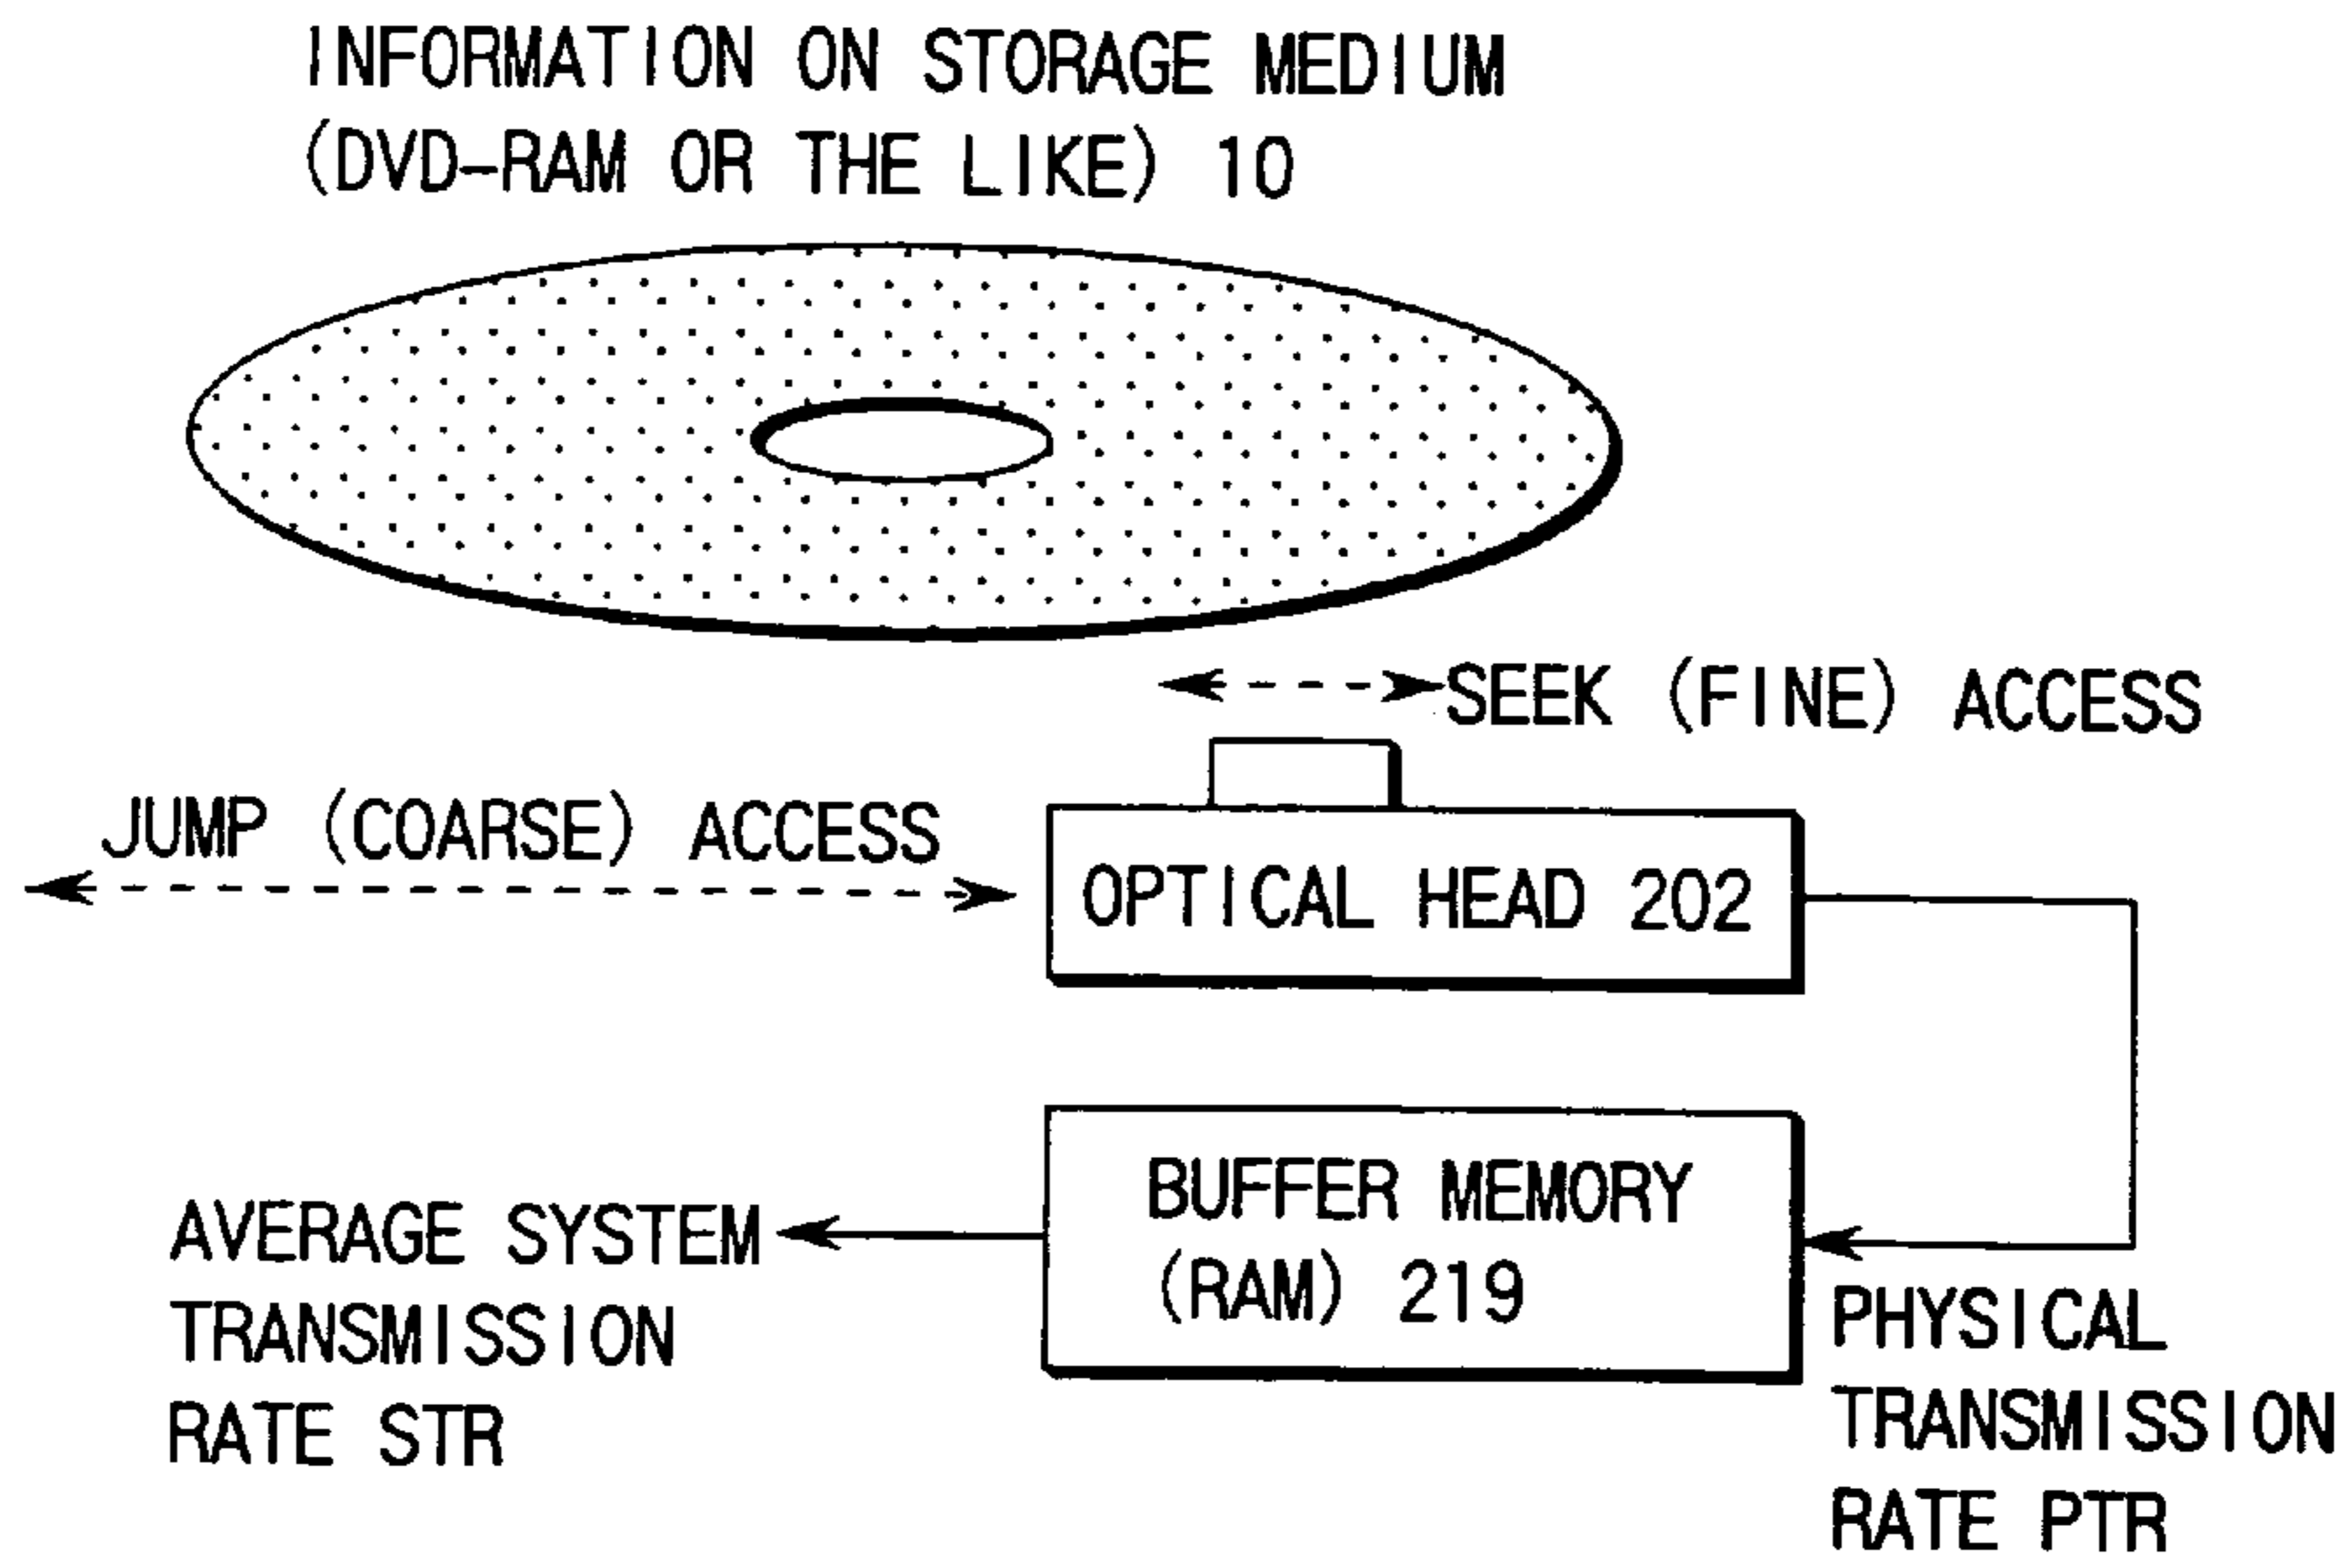 INFORMATION ON STORAGE MEDIUM
(DVD-RAM OR THE LIKE) 10
SEEK (FINE) ACCESS
JUMP (COARSE) ACCESS
OPTICAL HEAD 202
BUFFER MEMORY
(RAM) 219
AVERAGE SYSTEM
TRANSMISSION
RATE STR
PHYSICAL
TRANSMISSION
RATE PTR